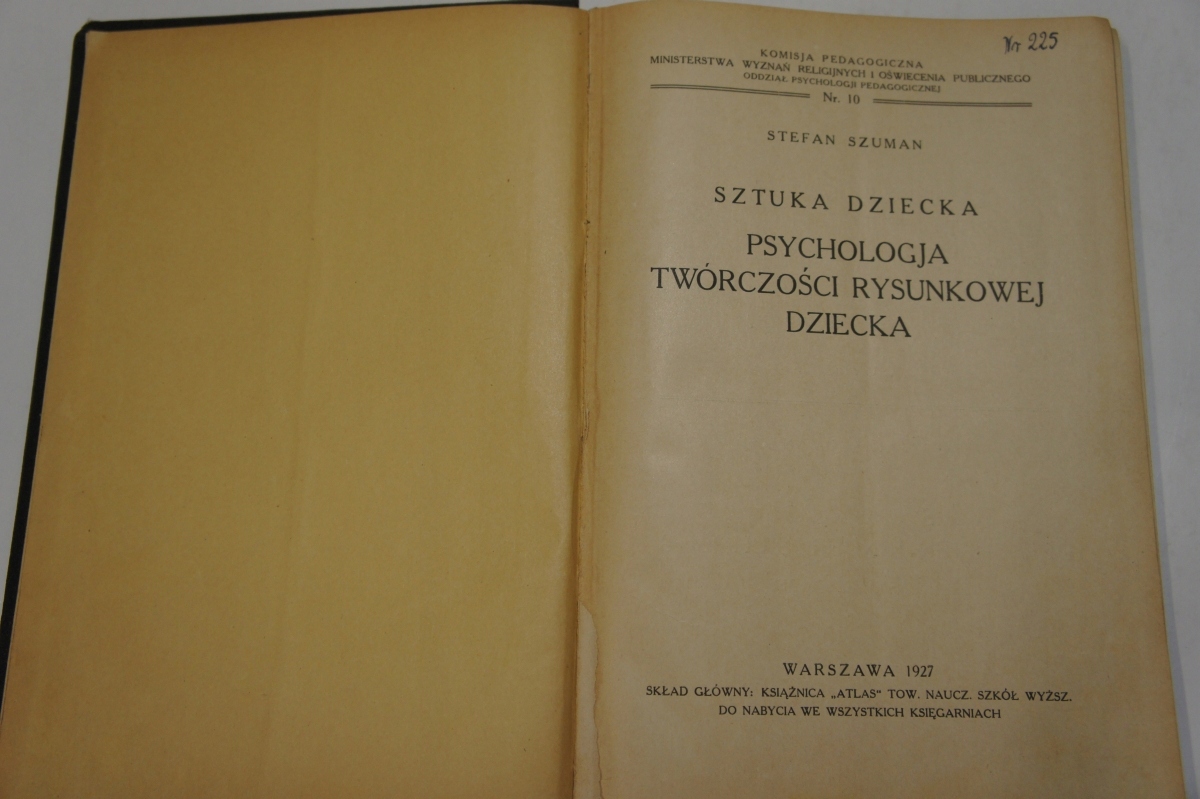 Nr 225
KOMISJA PEDAGOGICZNA
MINISTERSTWA WYZNAŃ RELIGIJNYCH I OŚWIECENIA PUBLICZNEGO
ODDZIAŁ PSYCHOLOGJI PEDAGOGICZNEJ
Nr. 10
STEFAN SZUMAN
SZTUKA DZIECKA
PSYCHOLOGJA
TWÓRCZOŚCI RYSUNKOWEJ
DZIECKA
WARSZAWA 1927
SKŁAD GŁÓWNY: KSIĄŻNICA „ATLAS“ TOW. NAUCZ. SZKÓŁ WYŻSZ.
DO NABYCIA WE WSZYSTKICH KSIĘGARNIACH